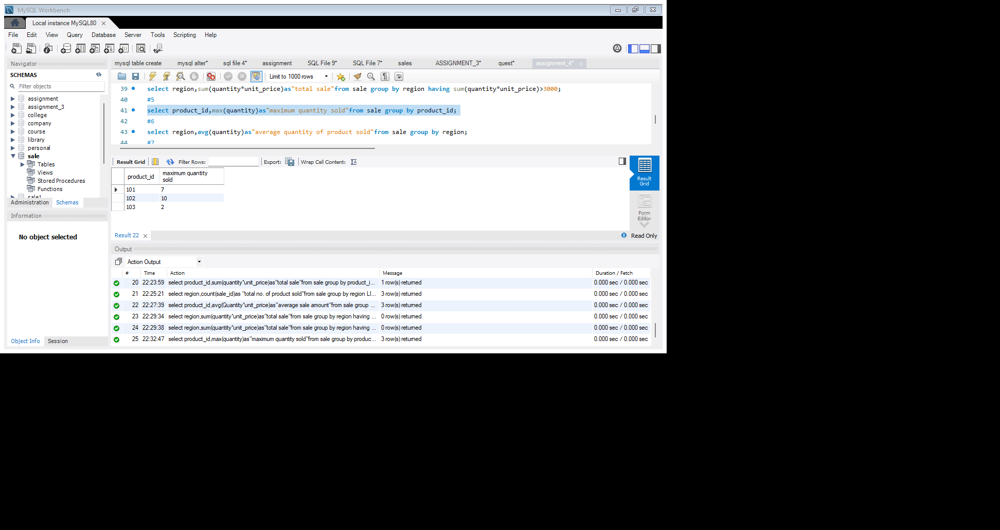 MySQL Workbench
Local instance MySQL80
File Edit View Query Database Server Tools Scripting Help
Navigator
SCHEMAS
Filter objects
assignment
assignment_3
college
company
course
library
personal
sale
Tables
Views
Stored Procedures
Functions
sale1
Administration Schemas
Information
No object selected
Object Info Session
mysql table create mysql alter* sql file 4* assignment SQL File 9* SQL File 7* sales ASSIGNMENT_3* quest* assignment_4*
Limit to 1000 rows
39 select region,sum(quantity*unit_price)as"total sale"from sale group by region having sum(quantity*unit_price)>3000;
40 #5
41 select product_id,max(quantity)as"maximum quantity sold"from sale group by product_id;
42 #6
43 select region,avg(quantity)as"average quantity of product sold"from sale group by region;
44 #7
Result Grid Filter Rows: Export: Wrap Cell Content:
product_id maximum quantity sold
101 7
102 10
103 2
Result Grid
Form Editor
Result 22
Read Only
Output
Action Output
# Time Action Message Duration / Fetch
20 22:23:59 select product_id,sum(quantity*unit_price)as"total sale"from sale group by product_i... 1 row(s) returned 0.000 sec / 0.000 sec
21 22:25:21 select region,count(sale_id)as "total no. of product sold"from sale group by region LI... 3 row(s) returned 0.000 sec / 0.000 sec
22 22:27:39 select product_id,avg(Quantity*unit_price)as"average sale amount"from sale group ... 3 row(s) returned 0.000 sec / 0.000 sec
23 22:29:34 select region,sum(quantity*unit_price)as"total sale"from sale group by region having ... 0 row(s) returned 0.000 sec / 0.000 sec
24 22:29:38 select region,sum(quantity*unit_price)as"total sale"from sale group by region having ... 0 row(s) returned 0.000 sec / 0.000 sec
25 22:32:47 select product_id,max(quantity)as"maximum quantity sold"from sale group by produc... 3 row(s) returned 0.000 sec / 0.000 sec